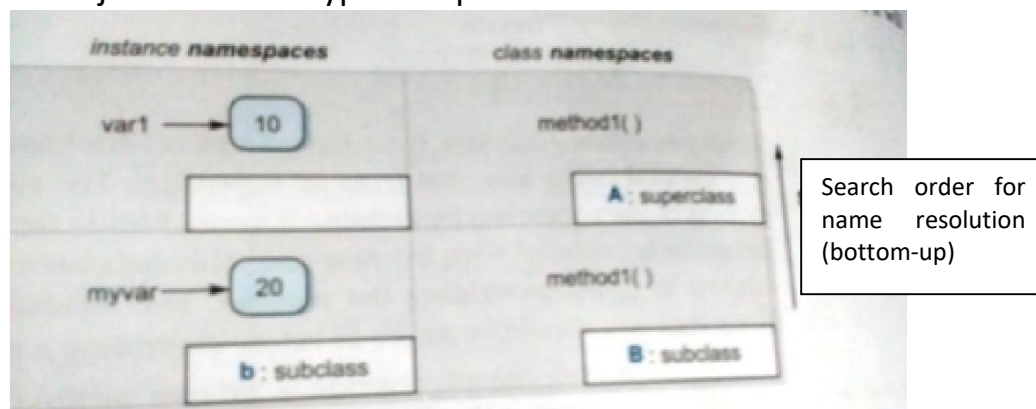 instance namespaces
class namespaces
var1
10
method1( )
A : superclass
Search order for
name resolution
(bottom-up)
myvar
20
method1( )
b : subclass
B : subclass